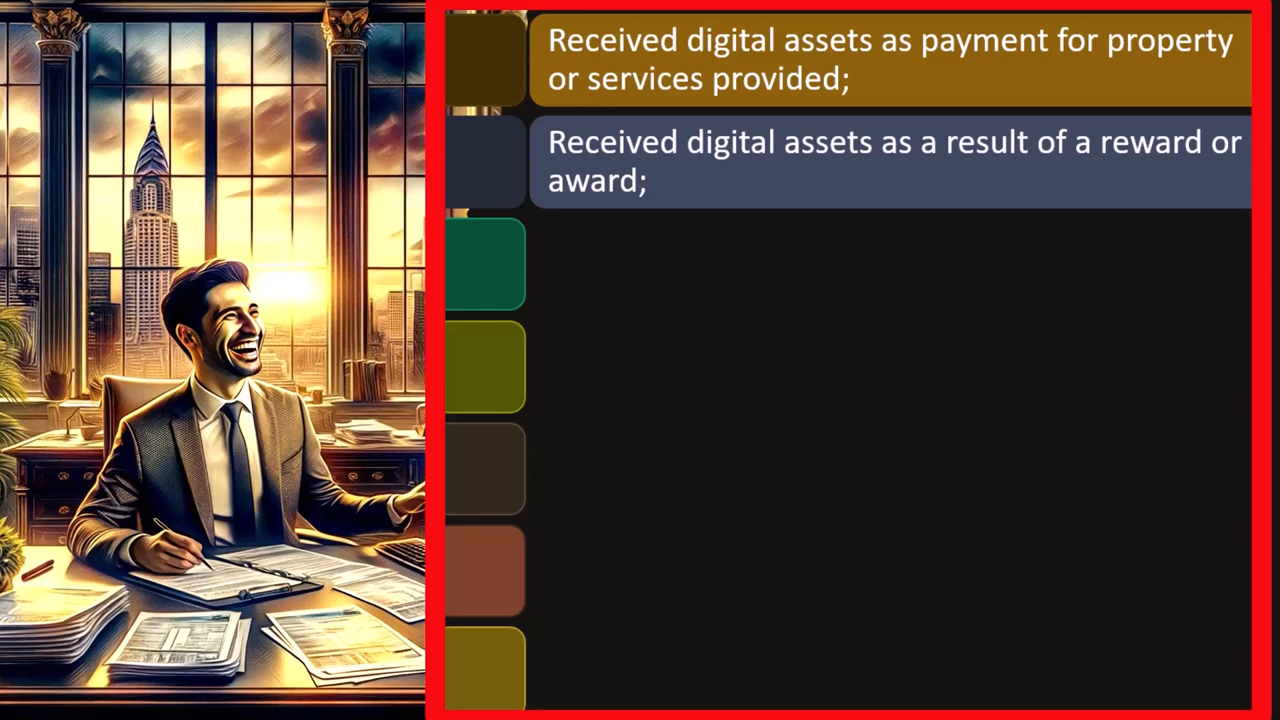 Received digital assets as payment for property
or services provided;
Received digital assets as a result of a reward or
award;